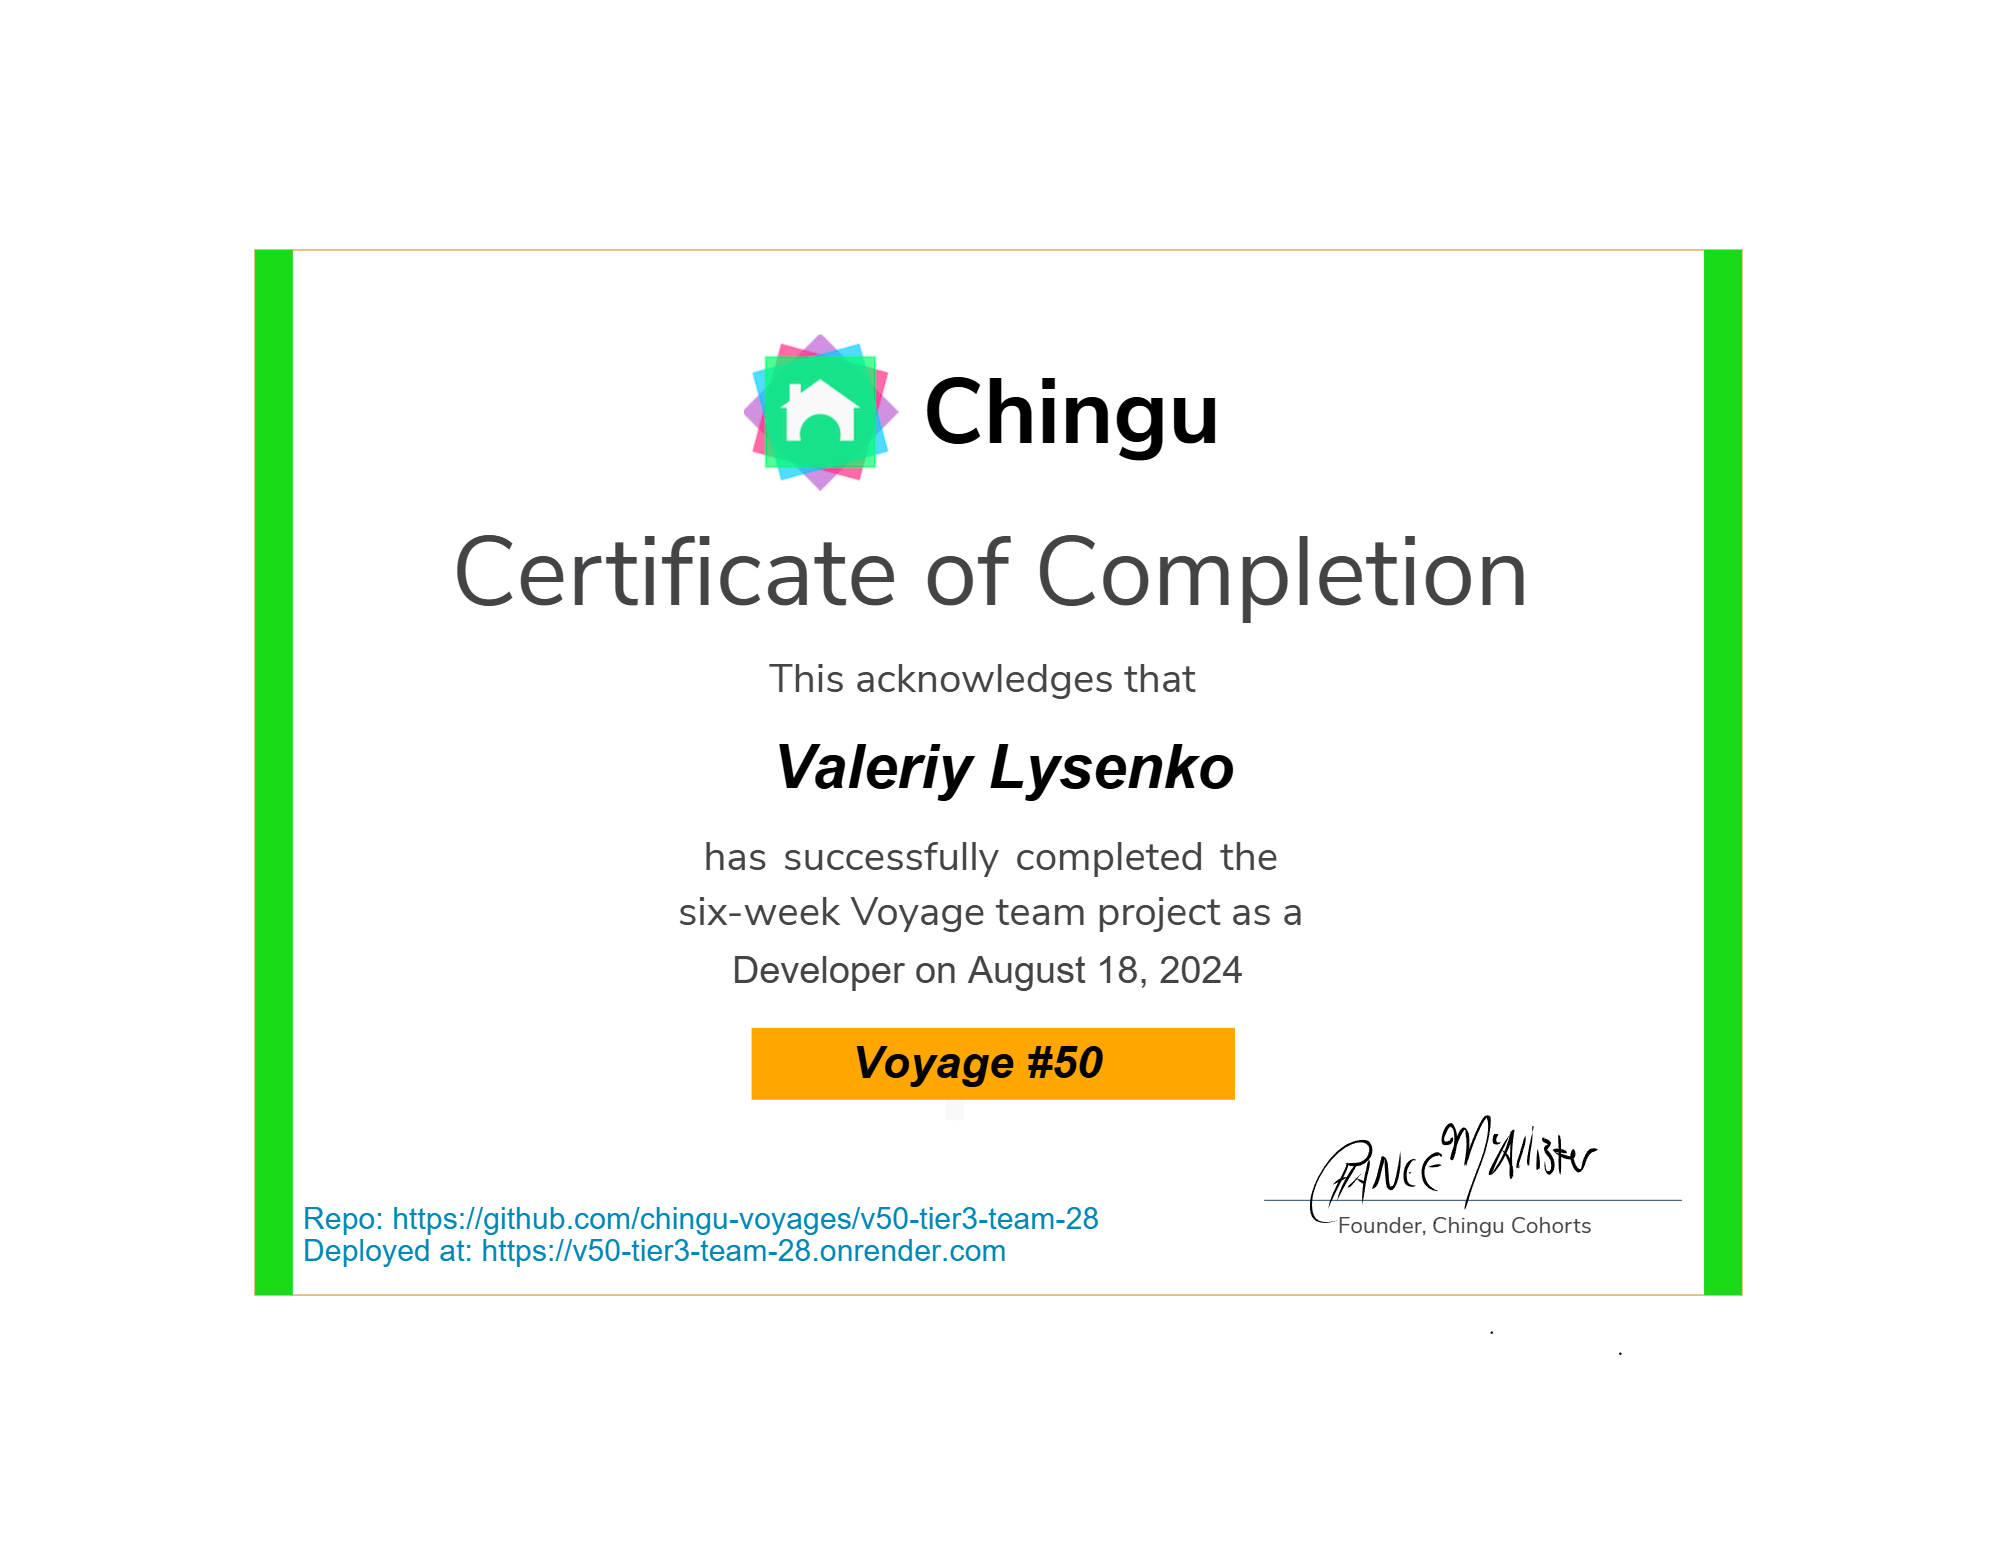 Chingu
Certificate of Completion
This acknowledges that
Valeriy Lysenko
has successfully completed the
six-week Voyage team project as a
Developer on August 18, 2024
Voyage #50
Chance McAllister
Founder, Chingu Cohorts
Repo: https://github.com/chingu-voyages/v50-tier3-team-28
Deployed at: https://v50-tier3-team-28.onrender.com